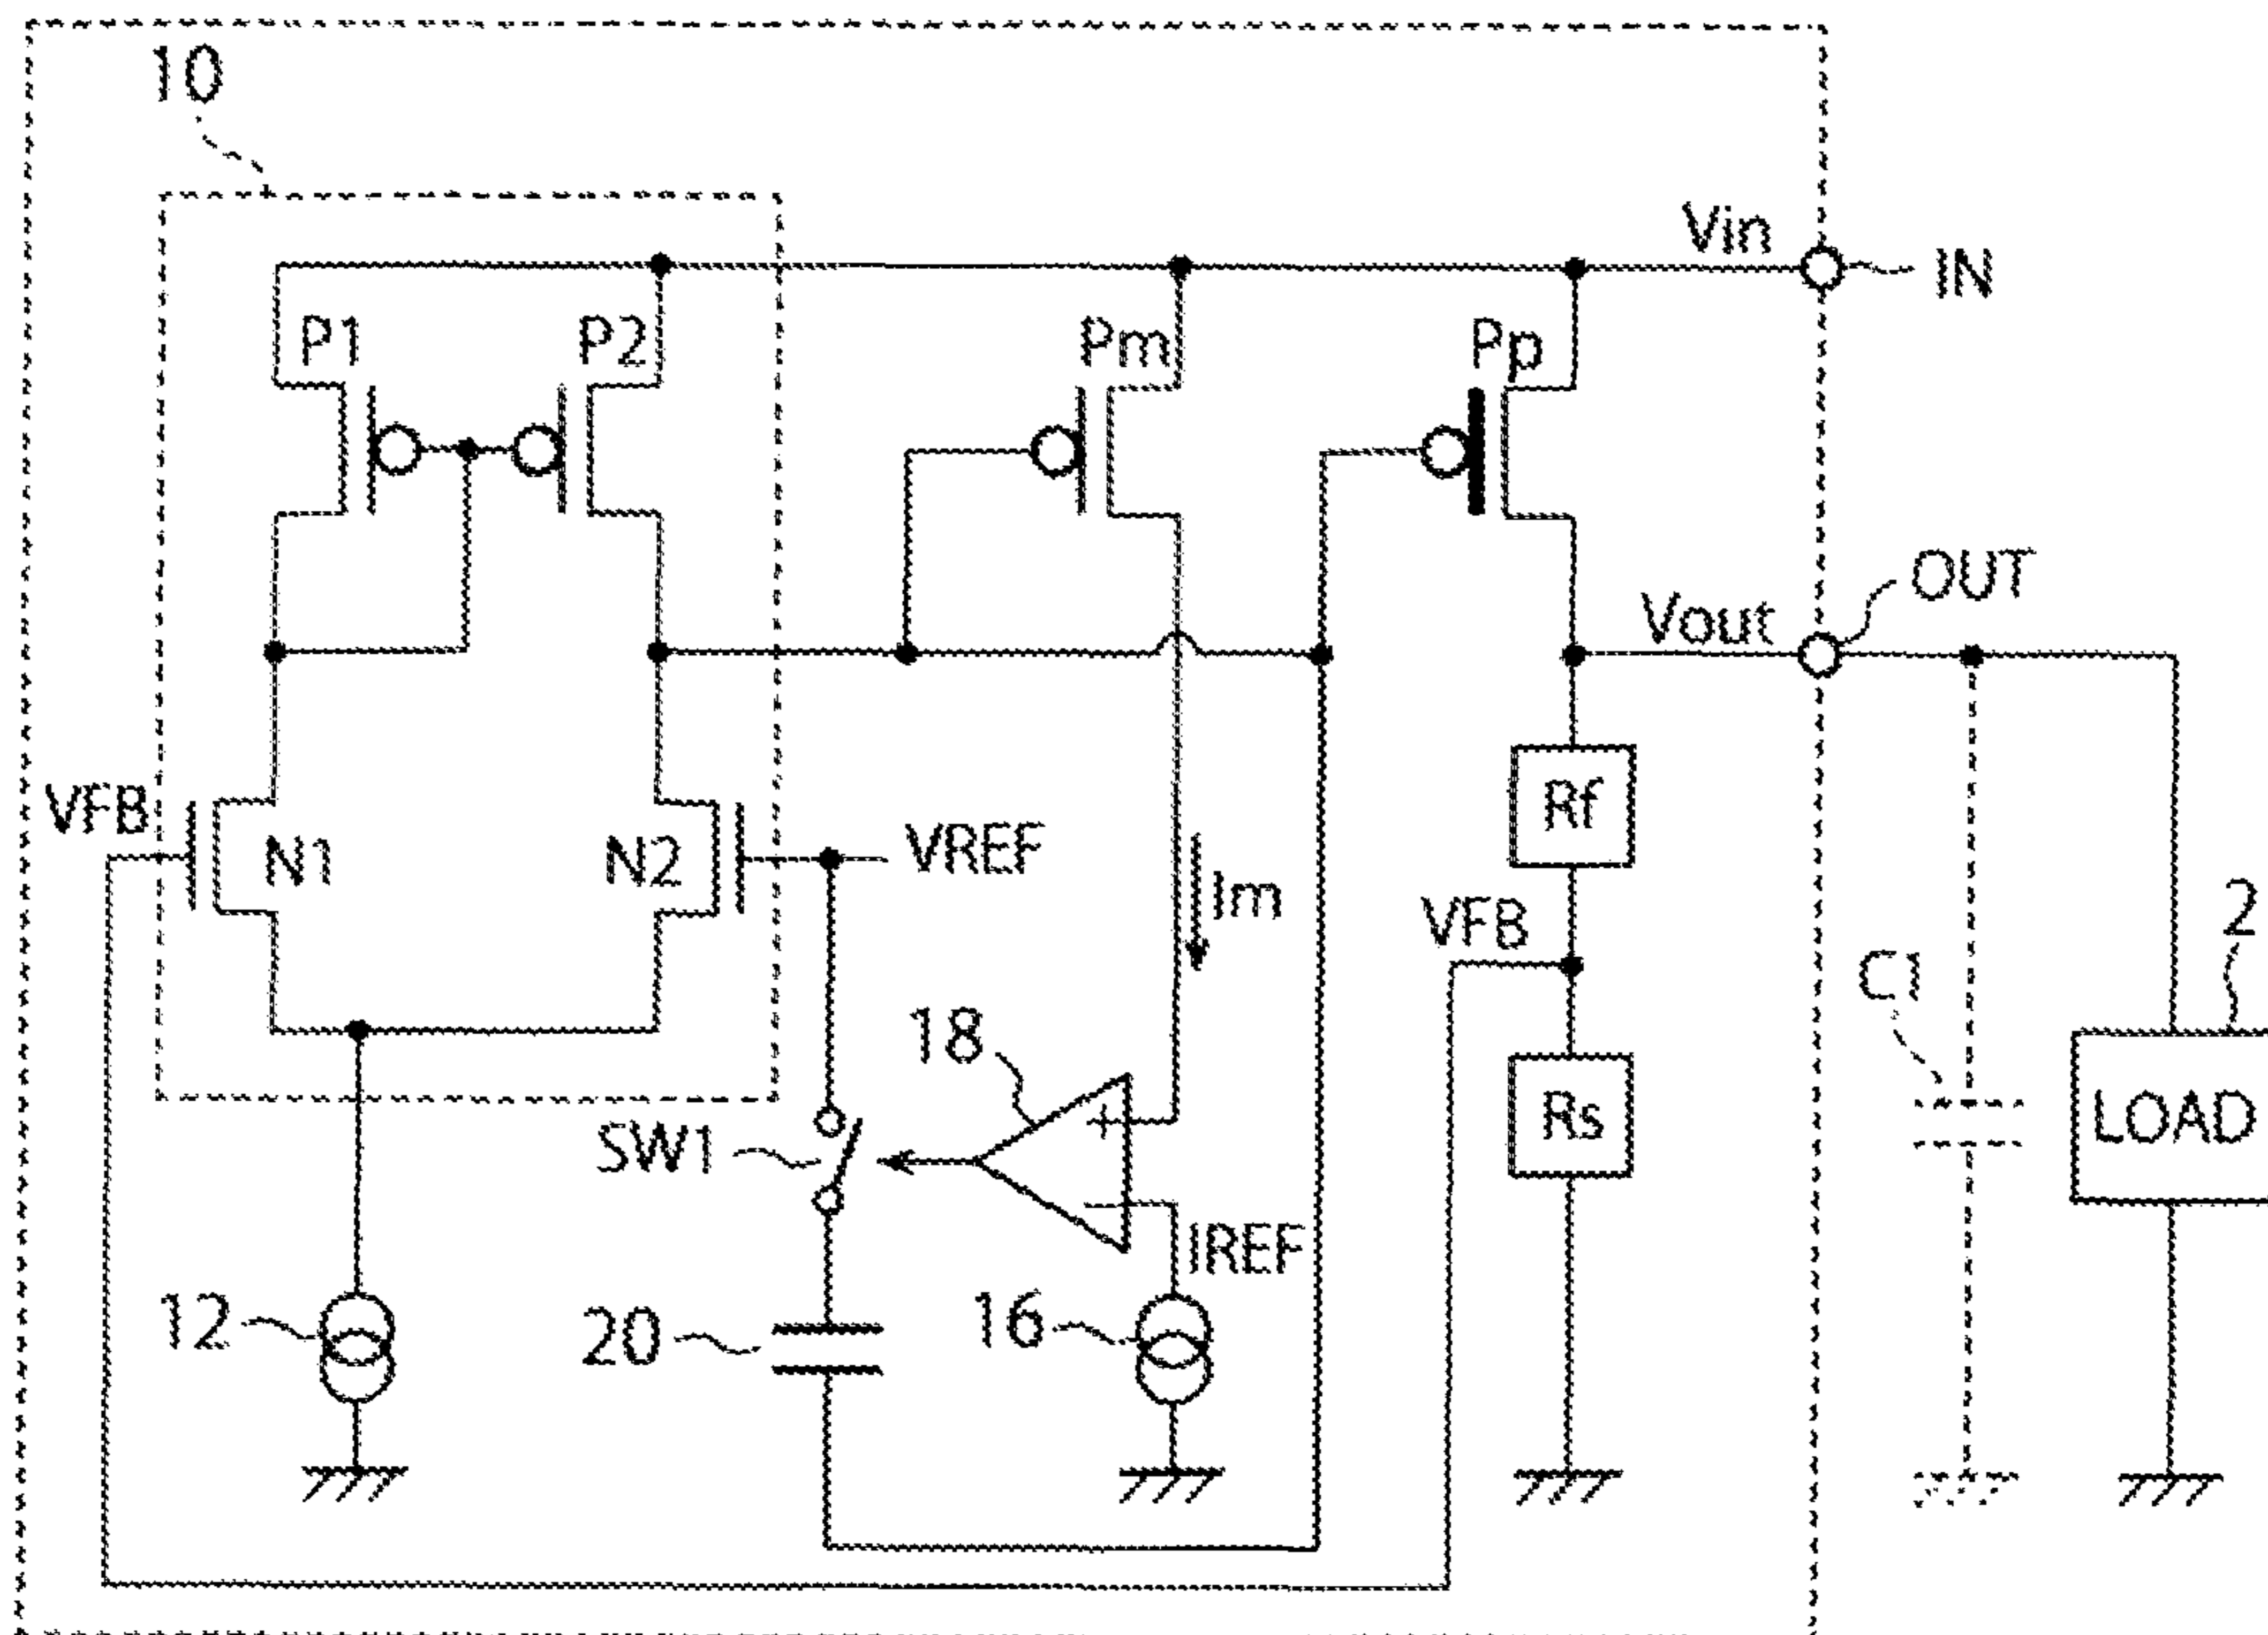 10
Vin
IN
P1
P2
Pm
Pp
OUT
Vout
VFB
N1
N2
VREF
Rf
Im
VFB
2
C1
18
+
SW1
Rs
LOAD
−
IREF
12
20
16